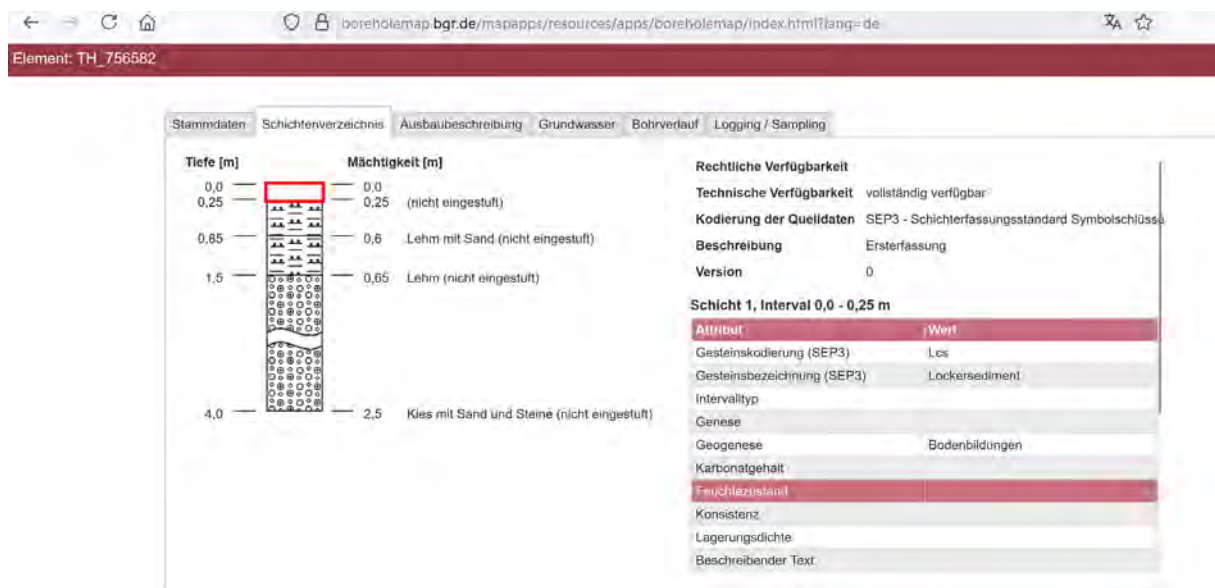 boreholemap.bgr.de/mapapps/resources/apps/boreholemap/index.html?lang=de
Element: TH_756582
Stammdaten Schichtenverzeichnis Ausbaubeschreibung Grundwasser Bohrverlauf Logging / Sampling
Tiefe [m] Mächtigkeit [m]
0,0 0,0
0,25 0,25 (nicht eingestuft)
0,85 0,6 Lehm mit Sand (nicht eingestuft)
1,5 0,65 Lehm (nicht eingestuft)
4,0 2,5 Kies mit Sand und Steine (nicht eingestuft)
Rechtliche Verfügbarkeit
Technische Verfügbarkeit vollständig verfügbar
Kodierung der Quelldaten SEP3 - Schichterfassungsstandard Symbolschlüsse
Beschreibung Ersterfassung
Version 0
Schicht 1, Interval 0,0 - 0,25 m
Attribut Wert
Gesteinskodierung (SEP3) Lcs
Gesteinsbezeichnung (SEP3) Lockersediment
Intervalltyp
Genese
Geogenese Bodenbildungen
Karbonatgehalt
Feuchtezustand
Konsistenz
Lagerungsdichte
Beschreibender Text